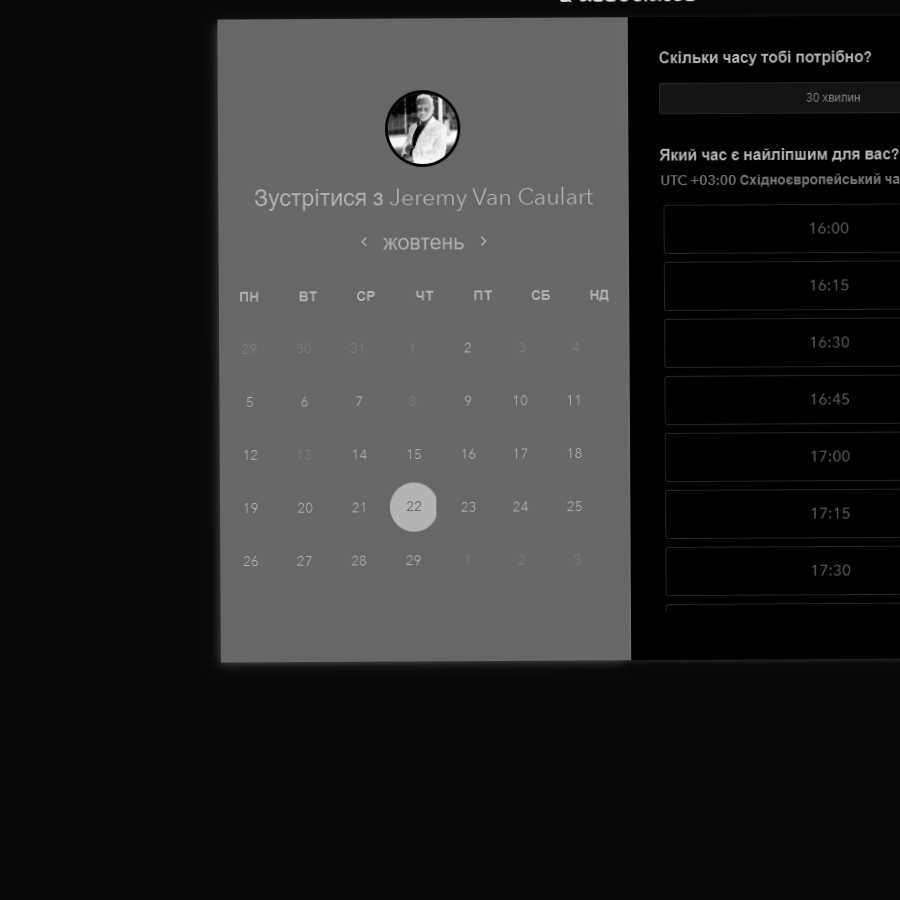 & associates
Зустрітися з Jeremy Van Caulart
< жовтень >
ПН ВТ СР ЧТ ПТ СБ НД
29 30 31 1 2 3 4
5 6 7 8 9 10 11
12 13 14 15 16 17 18
19 20 21 22 23 24 25
26 27 28 29 1 2 3
Скільки часу тобі потрібно?
30 хвилин
Який час є найліпшим для вас?
UTC +03:00 Східноєвропейський ча
16:00
16:15
16:30
16:45
17:00
17:15
17:30